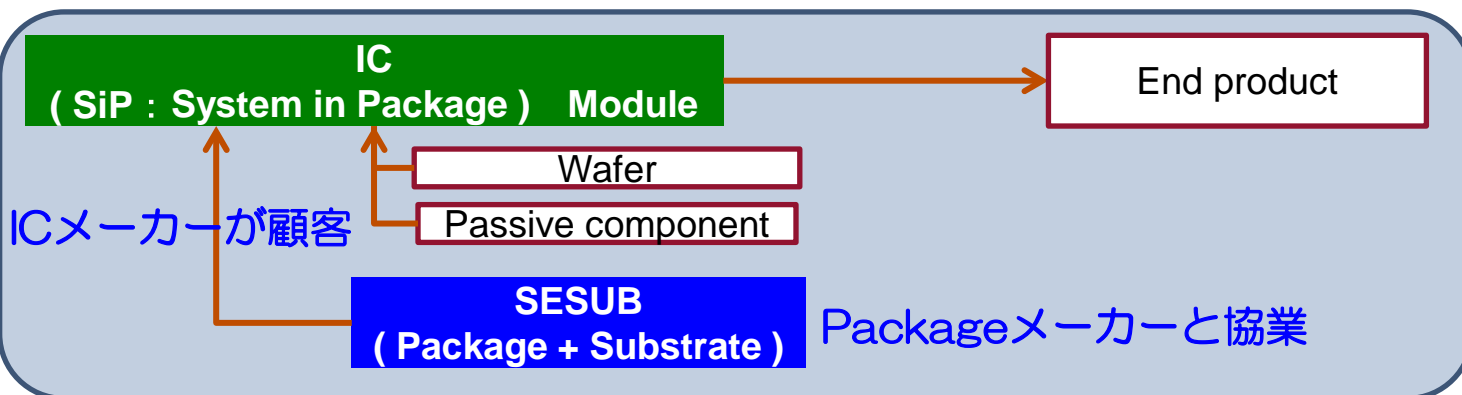 IC
( SiP：System in Package ) Module
End product
Wafer
Passive component
ICメーカーが顧客
SESUB
( Package + Substrate )
Packageメーカーと協業